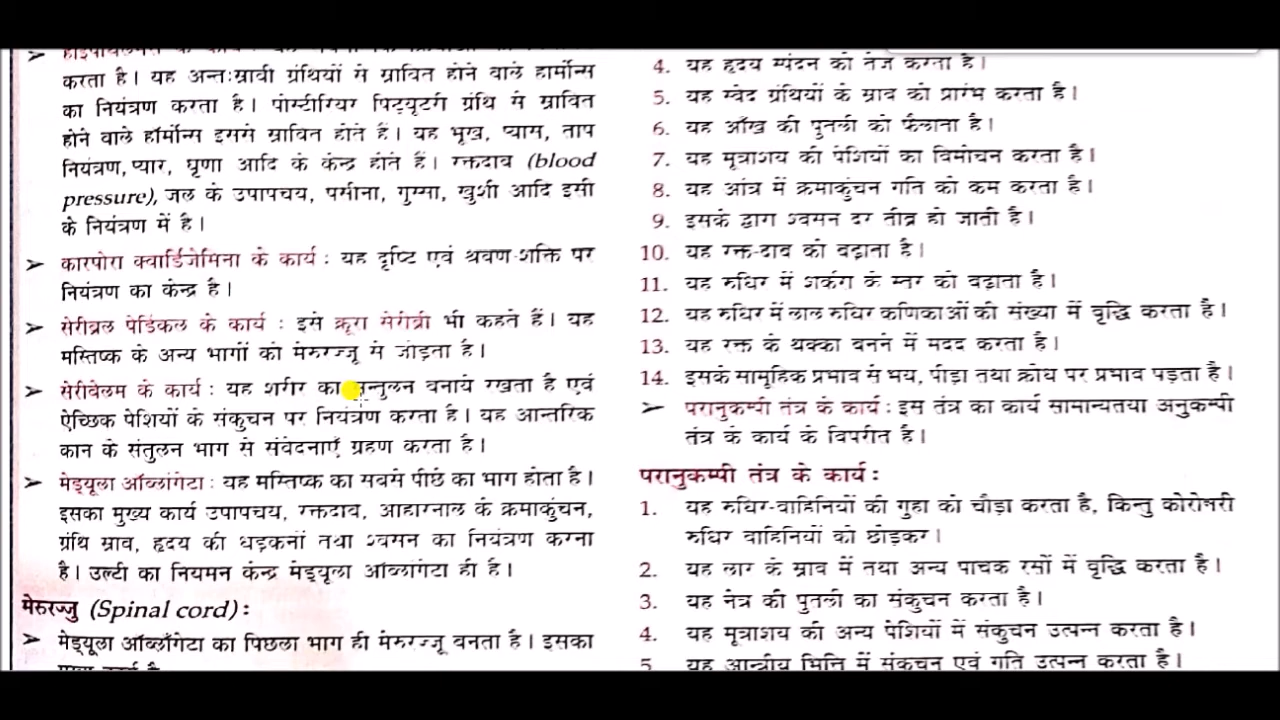 करता है। यह अन्तःस्रावी ग्रंथियों से स्रावित होने वाले हार्मोन्स
का नियंत्रण करता है। पोस्टीरियर पिट्यूटरी ग्रंथि से स्रावित
होने वाले हॉर्मोन्स इससे स्रावित होते हैं। यह भूख, प्यास, ताप
नियंत्रण, प्यार, घृणा आदि के केन्द्र होते हैं। रक्तदाब (blood
pressure), जल के उपापचय, पसीना, गुस्सा, खुशी आदि इसी
के नियंत्रण में है।
➢ कारपोरा क्वार्डिजेमिना के कार्य : यह दृष्टि एवं श्रवण-शक्ति पर
नियंत्रण का केन्द्र है।
➢ सेरीब्रल पेडिंकल के कार्य : इसे क्रूरा सेरीब्री भी कहते हैं। यह
मस्तिष्क के अन्य भागों को मेरुरज्जू से जोड़ता है।
➢ सेरीबेलम के कार्य : यह शरीर का सन्तुलन बनाये रखता है एवं
ऐच्छिक पेशियों के संकुचन पर नियंत्रण करता है। यह आन्तरिक
कान के संतुलन भाग से संवेदनाएँ ग्रहण करता है।
➢ मेड्यूला ऑब्लांगेटा : यह मस्तिष्क का सबसे पीछे का भाग होता है।
इसका मुख्य कार्य उपापचय, रक्तदाब, आहारनाल के क्रमाकुंचन,
ग्रंथि स्राव, हृदय की धड़कनों तथा श्वसन का नियंत्रण करना
है। उल्टी का नियमन केन्द्र मेड्यूला ऑब्लांगेटा ही है।
मेरुरज्जु (Spinal cord) :
➢ मेड्यूला ऑब्लाँगेटा का पिछला भाग ही मेरुरज्जू बनता है। इसका
4. यह हृदय स्पंदन को तेज करता है।
5. यह स्वेद ग्रंथियों के स्राव को प्रारंभ करता है।
6. यह आँख की पुतली को फैलाता है।
7. यह मूत्राशय की पेशियों का विमोचन करता है।
8. यह आंत्र में क्रमाकुंचन गति को कम करता है।
9. इसके द्वारा श्वसन दर तीव्र हो जाती है।
10. यह रक्त-दाब को बढ़ाता है।
11. यह रुधिर में शर्करा के स्तर को बढ़ाता है।
12. यह रुधिर में लाल रुधिर कणिकाओं की संख्या में वृद्धि करता है।
13. यह रक्त के थक्का बनने में मदद करता है।
14. इसके सामूहिक प्रभाव से भय, पीड़ा तथा क्रोध पर प्रभाव पड़ता है।
➢ परानुकम्पी तंत्र के कार्य : इस तंत्र का कार्य सामान्यतया अनुकम्पी
तंत्र के कार्य के विपरीत है।
परानुकम्पी तंत्र के कार्य :
1. यह रुधिर-वाहिनियों की गुहा को चौड़ा करता है, किन्तु कोरोनरी
रुधिर वाहिनियों को छोड़कर।
2. यह लार के स्राव में तथा अन्य पाचक रसों में वृद्धि करता है।
3. यह नेत्र की पुतली का संकुचन करता है।
4. यह मूत्राशय की अन्य पेशियों में संकुचन उत्पन्न करता है।
5. यह आन्त्रीय भित्ति में संकुचन एवं गति उत्पन्न करता है।